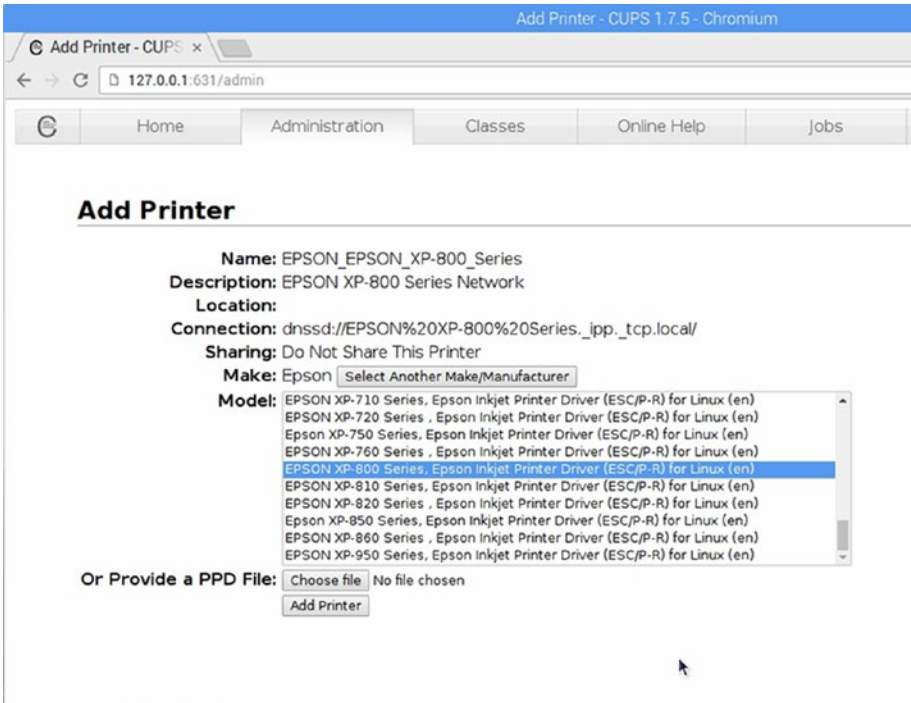 Add Printer - CUPS 1.7.5 - Chromium
Add Printer - CUPS ×
127.0.0.1:631/admin
Home Administration Classes Online Help Jobs
Add Printer
Name: EPSON_EPSON_XP-800_Series
Description: EPSON XP-800 Series Network
Location:
Connection: dnssd://EPSON%20XP-800%20Series._ipp._tcp.local/
Sharing: Do Not Share This Printer
Make: Epson Select Another Make/Manufacturer
Model: EPSON XP-710 Series, Epson Inkjet Printer Driver (ESC/P-R) for Linux (en)
EPSON XP-720 Series , Epson Inkjet Printer Driver (ESC/P-R) for Linux (en)
Epson XP-750 Series, Epson Inkjet Printer Driver (ESC/P-R) for Linux (en)
EPSON XP-760 Series , Epson Inkjet Printer Driver (ESC/P-R) for Linux (en)
EPSON XP-800 Series, Epson Inkjet Printer Driver (ESC/P-R) for Linux (en)
EPSON XP-810 Series, Epson Inkjet Printer Driver (ESC/P-R) for Linux (en)
EPSON XP-820 Series , Epson Inkjet Printer Driver (ESC/P-R) for Linux (en)
Epson XP-850 Series, Epson Inkjet Printer Driver (ESC/P-R) for Linux (en)
EPSON XP-860 Series , Epson Inkjet Printer Driver (ESC/P-R) for Linux (en)
EPSON XP-950 Series, Epson Inkjet Printer Driver (ESC/P-R) for Linux (en)
Or Provide a PPD File: Choose file No file chosen
Add Printer